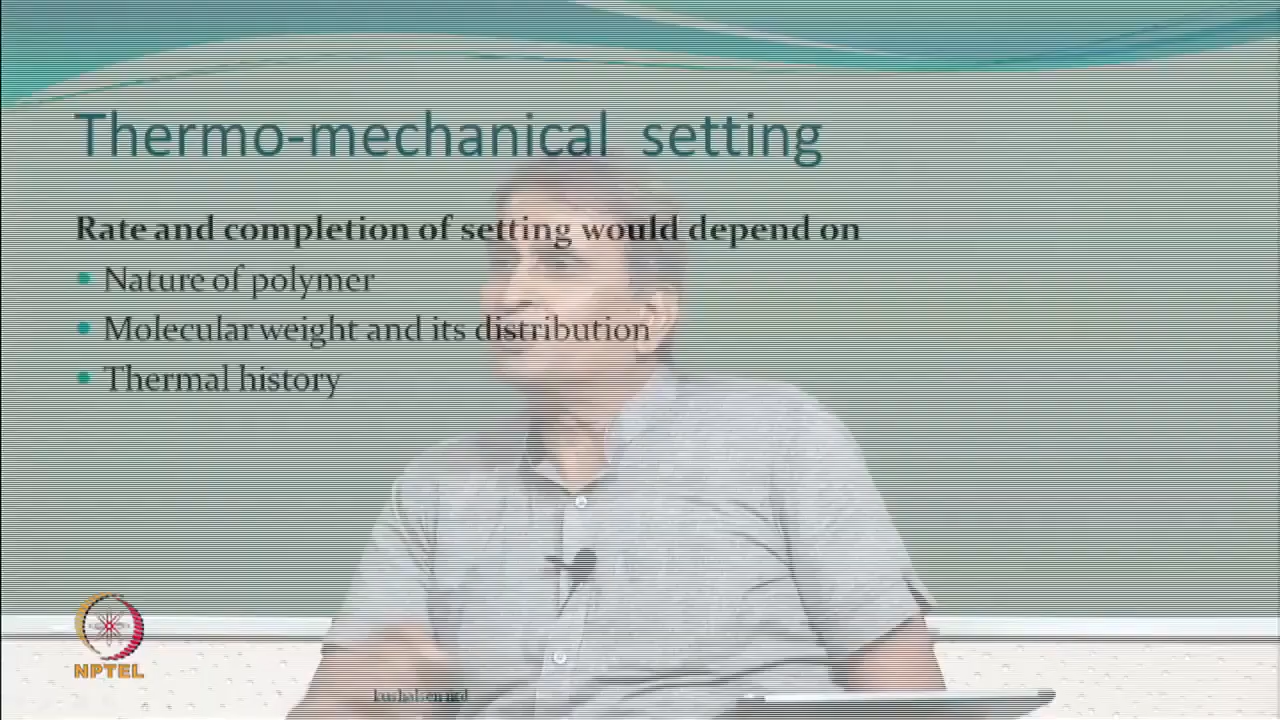 Thermo-mechanical setting
Rate and completion of setting would depend on
Nature of polymer
Molecular weight and its distribution
Thermal history
NPTEL